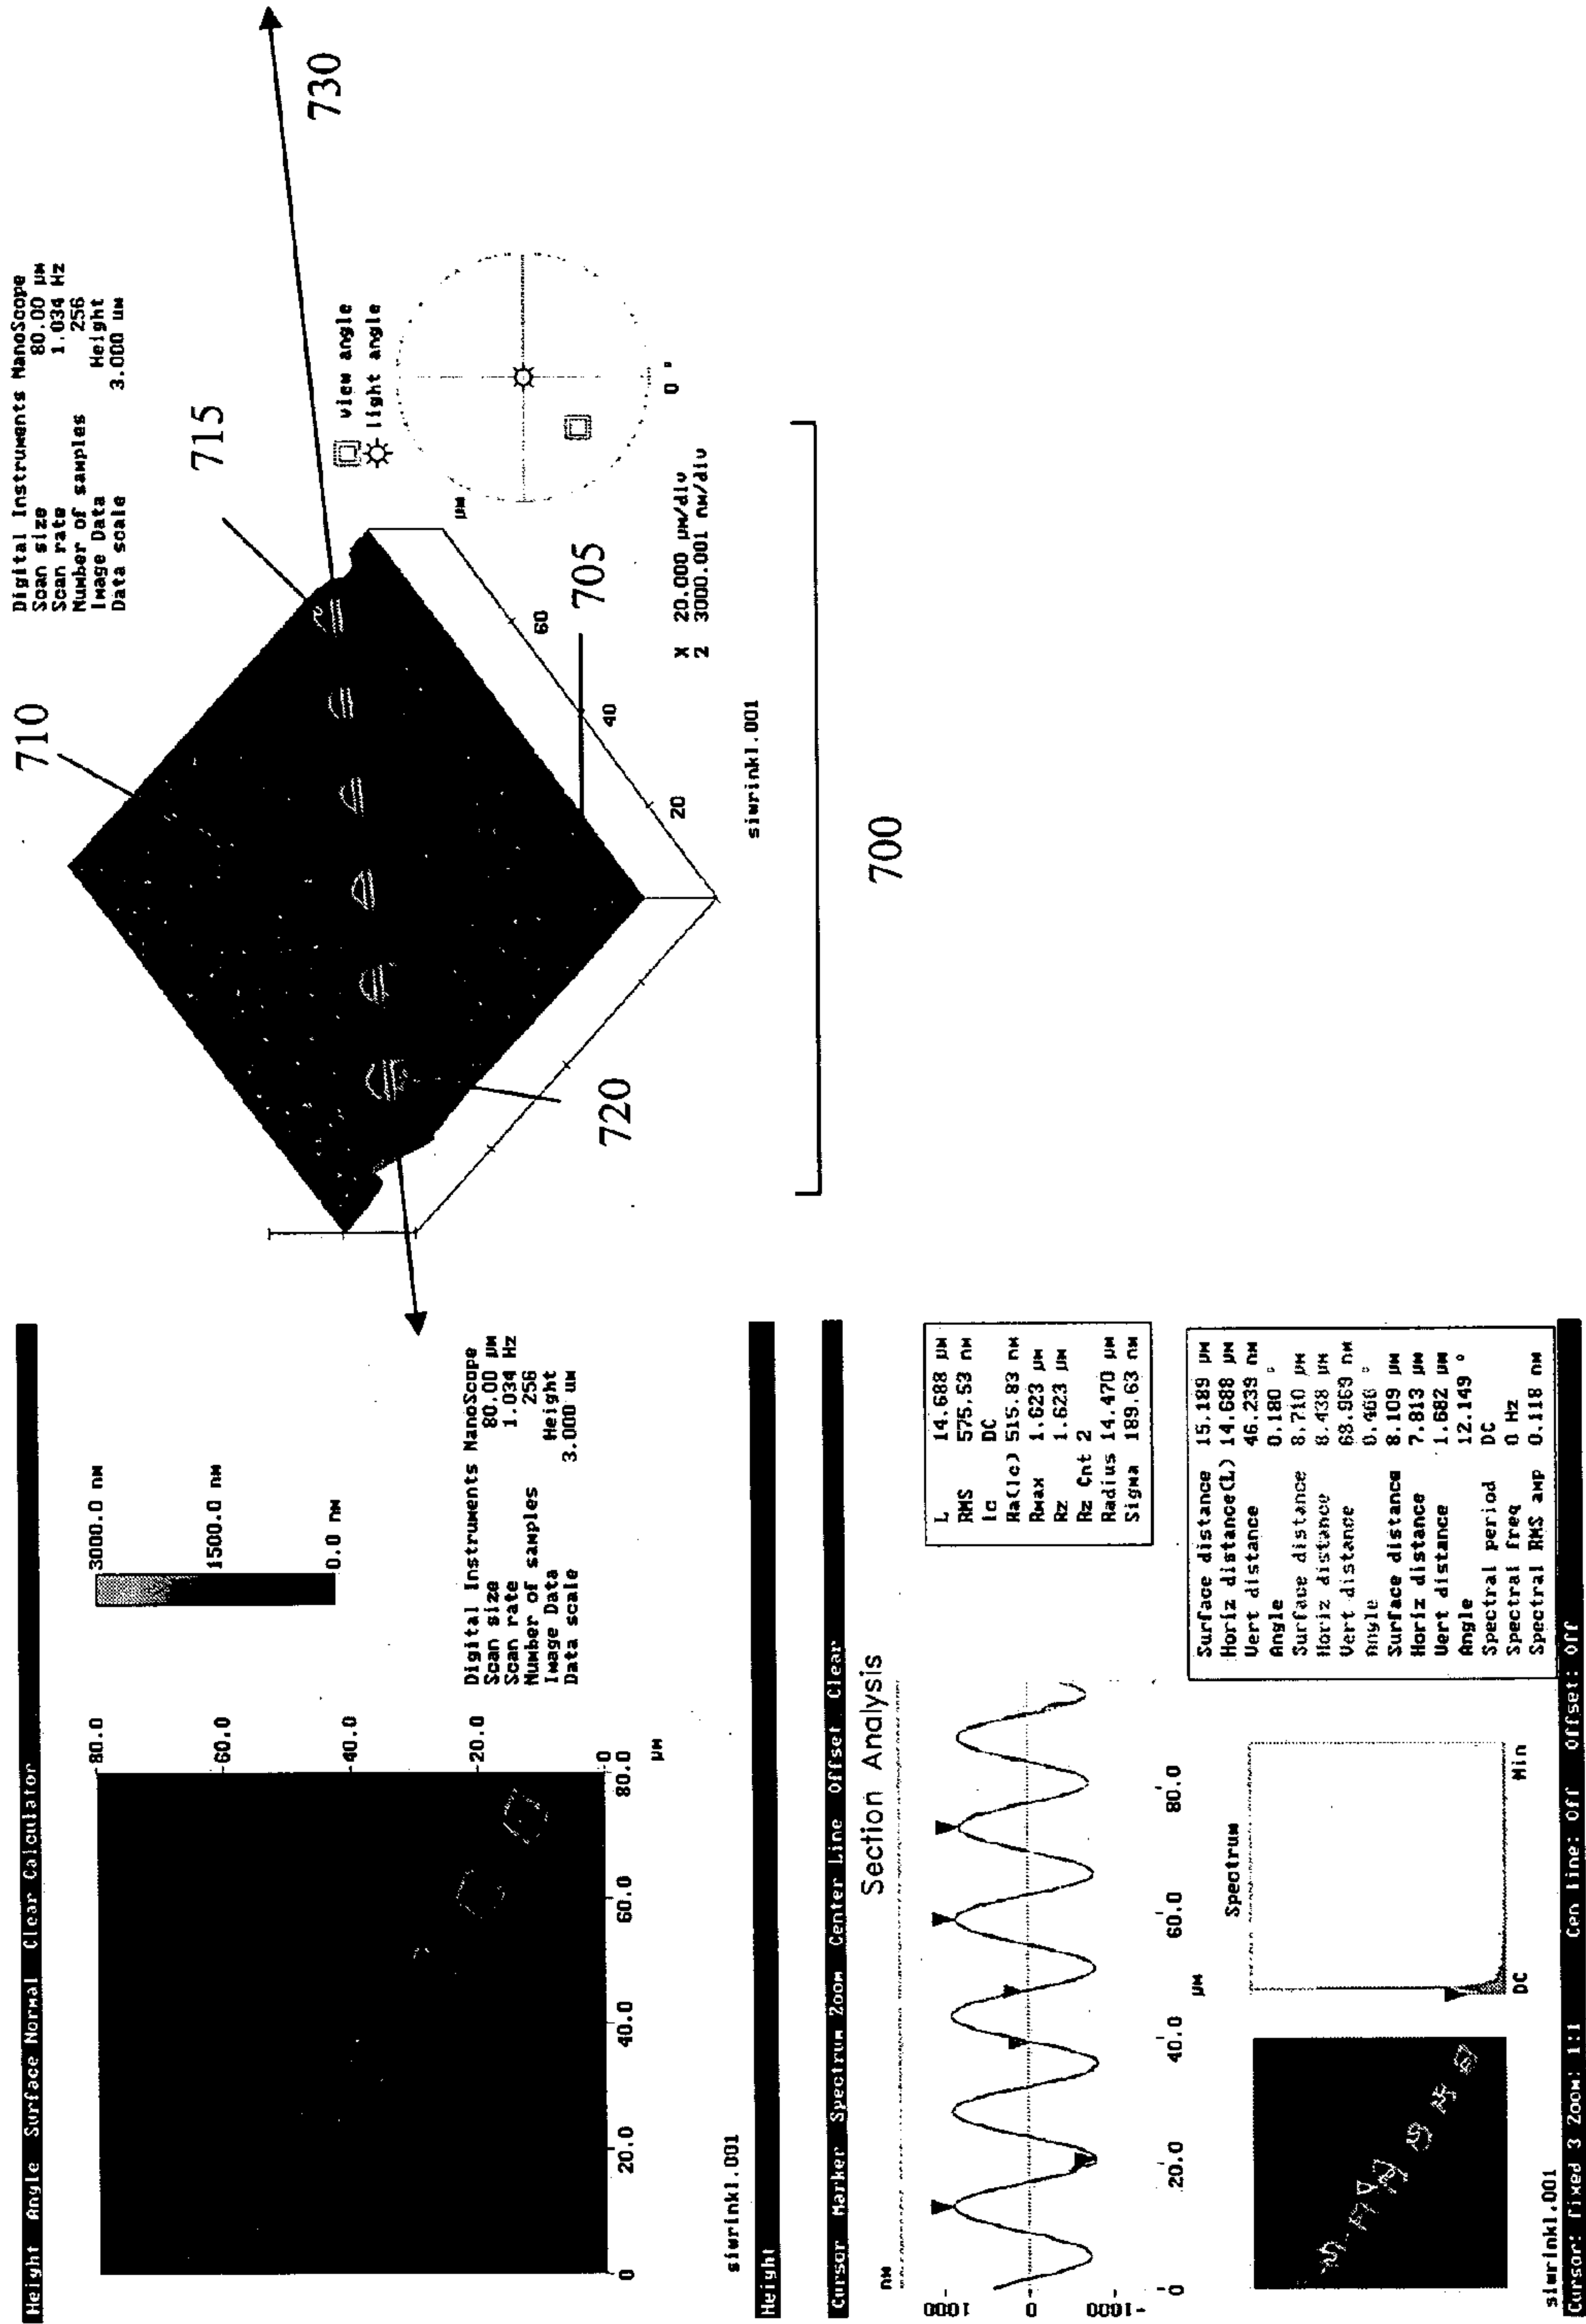 Height Angle Surface Normal Clear Calculator
3000.0 nm
1500.0 nm
0.0 nm
80.0
60.0
40.0
20.0
0
0 20.0 40.0 60.0 80.0
µm
Digital Instruments NanoScope
Scan size 80.00 µm
Scan rate 1.034 Hz
Number of samples 256
Image Data Height
Data scale 3.000 um
siwrinkl.001
Height
Cursor Marker Spectrum Zoom Center Line Offset Clear
Section Analysis
nm
1000
0
-1000
0 20.0 40.0 60.0 80.0
µm
L 14.688 µm
RMS 575.53 nm
lc DC
Ra(lc) 515.83 nm
Rmax 1.623 µm
Rz 1.623 µm
Rz Cnt 2
Radius 14.470 µm
Sigma 189.63 nm
Spectrum
DC Min
Surface distance 15.189 µm
Horiz distance(L) 14.688 µm
Vert distance 46.239 nm
Angle 0.180 °
Surface distance 8.710 µm
Horiz distance 8.438 µm
Vert distance 68.969 nm
Angle 0.468 °
Surface distance 8.109 µm
Horiz distance 7.813 µm
Vert distance 1.682 µm
Angle 12.149 °
Spectral period DC
Spectral freq 0 Hz
Spectral RMS amp 0.118 nm
siwrinkl.001
Cursor: fixed 3 Zoom: 1:1 Cen line: Off Offset: Off
Digital Instruments NanoScope
Scan size 80.00 µm
Scan rate 1.034 Hz
Number of samples 256
Image Data Height
Data scale 3.000 um
710
715
730
view angle
light angle
0 °
µm
60
40
20
705
720
X 20.000 µm/div
Z 3000.001 nm/div
siwrinkl.001
700